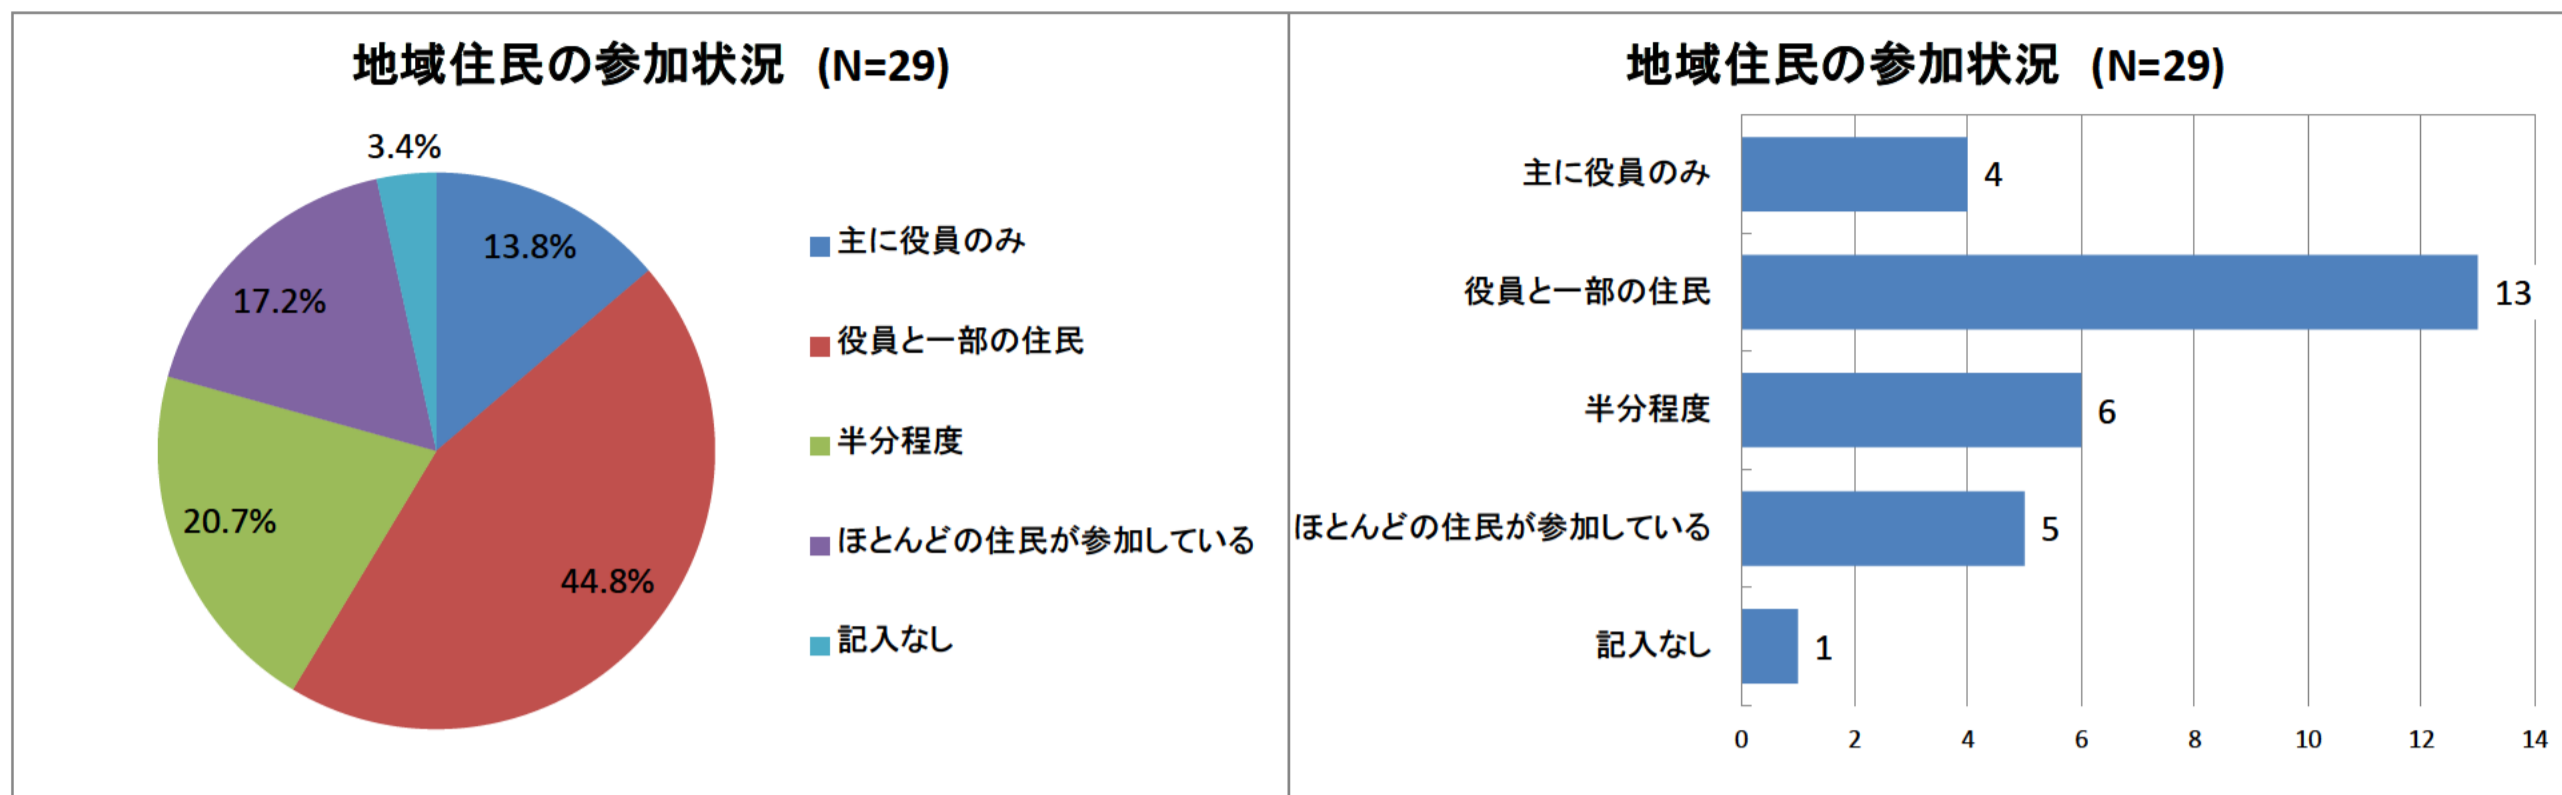 地域住民の参加状況 (N=29)
3.4%
13.8%
17.2%
20.7%
44.8%
主に役員のみ
役員と一部の住民
半分程度
ほとんどの住民が参加している
記入なし
地域住民の参加状況 (N=29)
主に役員のみ 4
役員と一部の住民 13
半分程度 6
ほとんどの住民が参加している 5
記入なし 1
0 2 4 6 8 10 12 14